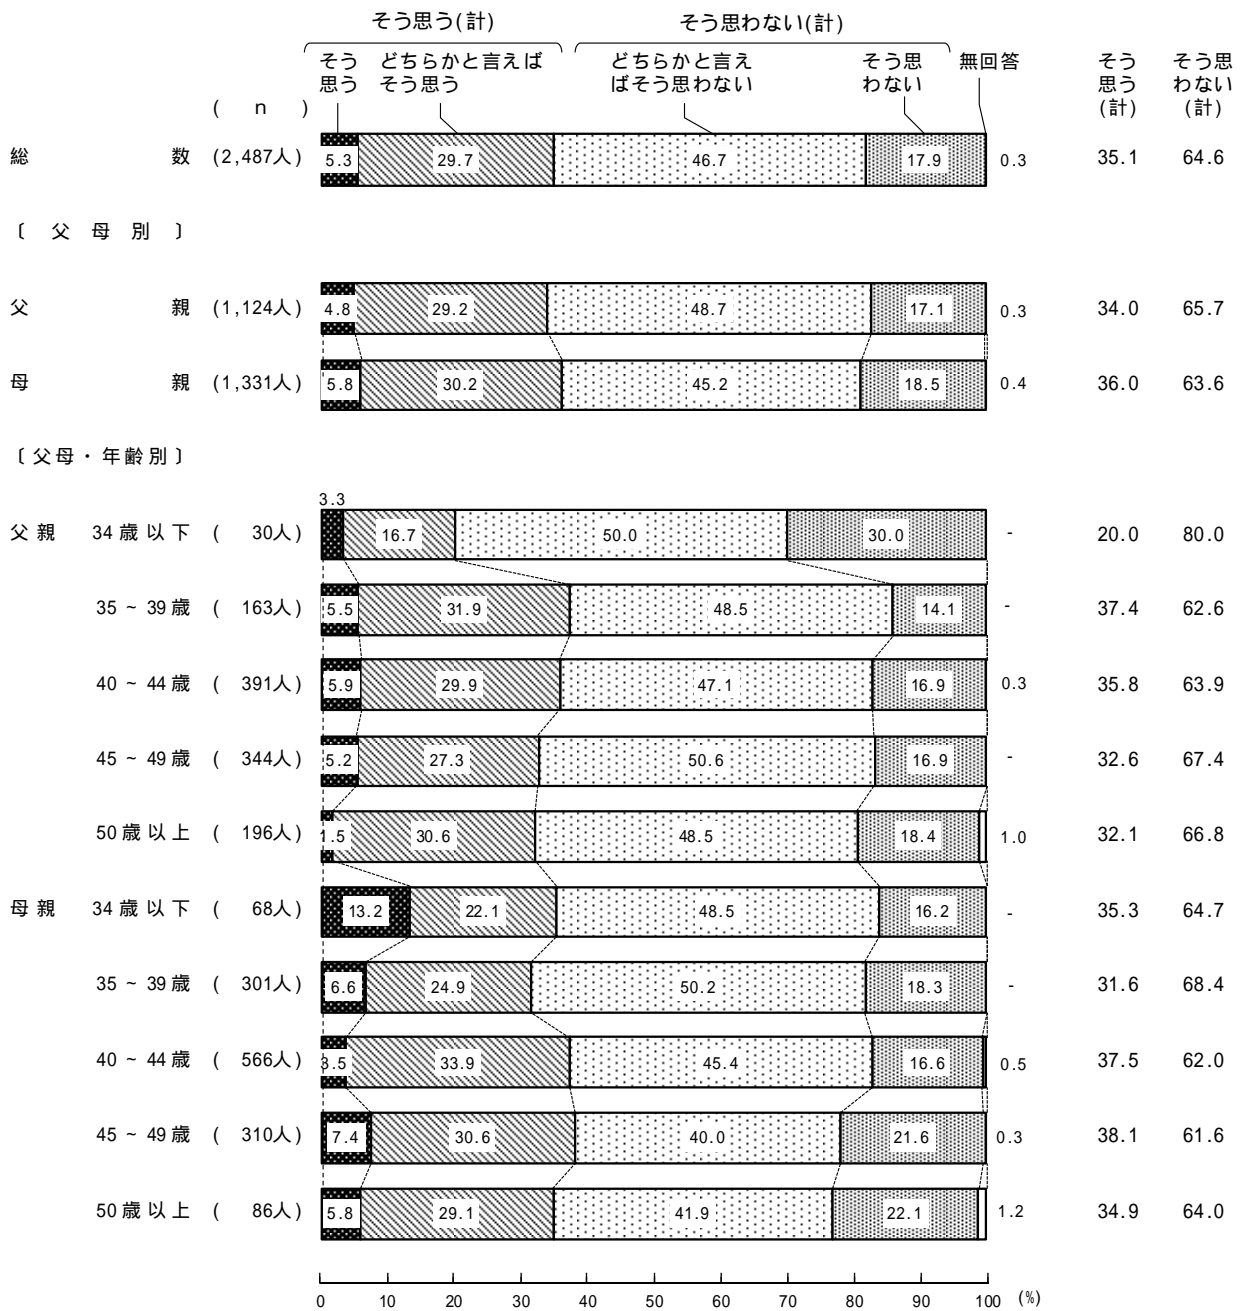 そう思う(計) そう思わない(計)
そう思う どちらかと言えばそう思う どちらかと言えばそう思わない そう思わない 無回答 そう思う(計) そう思わない(計)
( n )
総数 (2,487人) 5.3 29.7 46.7 17.9 0.3 35.1 64.6
〔父母別〕
父親 (1,124人) 4.8 29.2 48.7 17.1 0.3 34.0 65.7
母親 (1,331人) 5.8 30.2 45.2 18.5 0.4 36.0 63.6
〔父母・年齢別〕
父親 34歳以下 ( 30人) 3.3 16.7 50.0 30.0 - 20.0 80.0
35~39歳 ( 163人) 5.5 31.9 48.5 14.1 - 37.4 62.6
40~44歳 ( 391人) 5.9 29.9 47.1 16.9 0.3 35.8 63.9
45~49歳 ( 344人) 5.2 27.3 50.6 16.9 - 32.6 67.4
50歳以上 ( 196人) 1.5 30.6 48.5 18.4 1.0 32.1 66.8
母親 34歳以下 ( 68人) 13.2 22.1 48.5 16.2 - 35.3 64.7
35~39歳 ( 301人) 6.6 24.9 50.2 18.3 - 31.6 68.4
40~44歳 ( 566人) 3.5 33.9 45.4 16.6 0.5 37.5 62.0
45~49歳 ( 310人) 7.4 30.6 40.0 21.6 0.3 38.1 61.6
50歳以上 ( 86人) 5.8 29.1 41.9 22.1 1.2 34.9 64.0
0 10 20 30 40 50 60 70 80 90 100 (%)